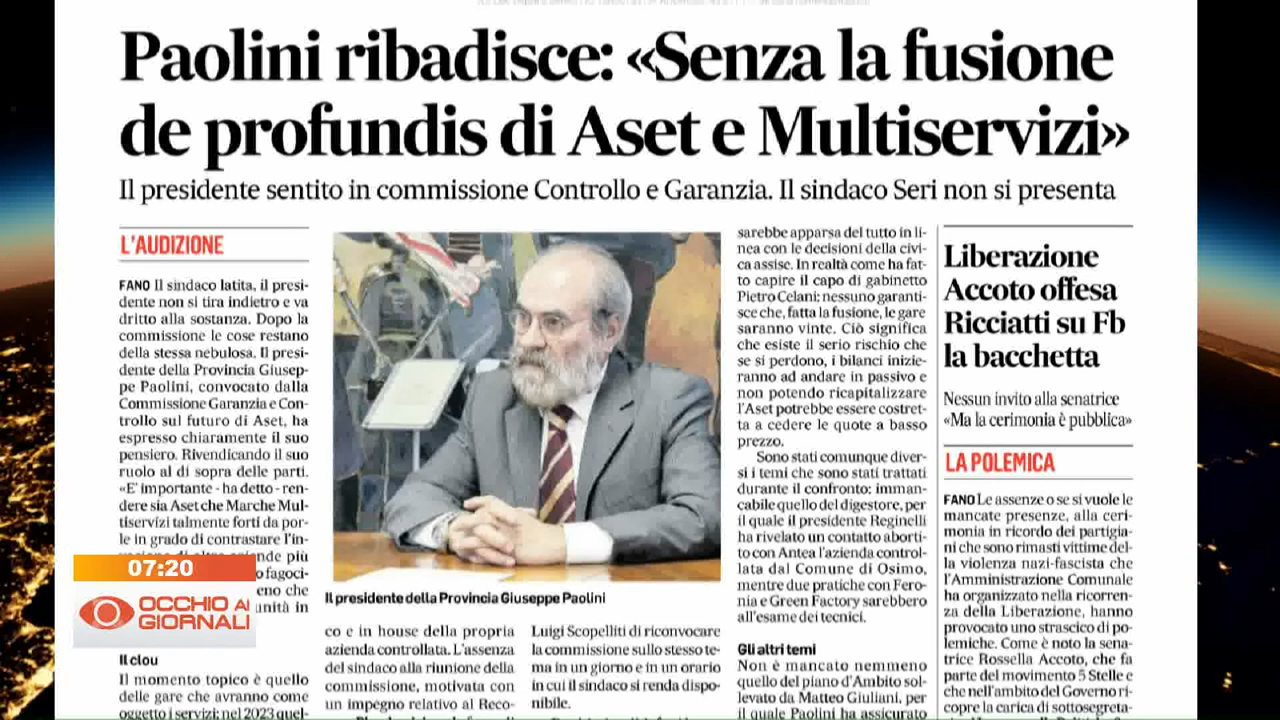 Paolini ribadisce: «Senza la fusione
de profundis di Aset e Multiservizi»
Il presidente sentito in commissione Controllo e Garanzia. Il sindaco Seri non si presenta
L'AUDIZIONE
FANO Il sindaco latita, il presi-
dente non si tira indietro e va
dritto alla sostanza. Dopo la
commissione le cose restano
della stessa nebulosa. Il presi-
dente della Provincia Giusep-
pe Paolini, convocato dalla
Commissione Garanzia e Con-
trollo sul futuro di Aset, ha
espresso chiaramente il suo
pensiero. Rivendicando il suo
ruolo al di sopra delle parti.
«E' importante - ha detto - ren-
dere sia Aset che Marche Mul-
tiservizi talmente forti da por-
le in grado di contrastare l'in-
più
fagoci-
che
in
Il clou
Il momento topico è quello
delle gare che avranno come
oggetto i servizi: nel 2023 quel-
Il presidente della Provincia Giuseppe Paolini
co e in house della propria
azienda controllata. L'assenza
del sindaco alla riunione della
commissione, motivata con
un impegno relativo al Reco-
Luigi Scopelliti di riconvocare
la commissione sullo stesso te-
ma in un giorno e in un orario
in cui il sindaco si renda dispo-
nibile.
sarebbe apparsa del tutto in li-
nea con le decisioni della civi-
ca assise. In realtà come ha fat-
to capire il capo di gabinetto
Pietro Celani: nessuno garanti-
sce che, fatta la fusione, le gare
saranno vinte. Ciò significa
che esiste il serio rischio che
se si perdono, i bilanci inizie-
ranno ad andare in passivo e
non potendo ricapitalizzare
l'Aset potrebbe essere costret-
ta a cedere le quote a basso
prezzo.
Sono stati comunque diver-
si i temi che sono stati trattati
durante il confronto: imman-
cabile quello del digestore, per
il quale il presidente Reginelli
ha rivelato un contatto aborti-
to con Antea l'azienda control-
lata dal Comune di Osimo,
mentre due pratiche con Fero-
nia e Green Factory sarebbero
all'esame dei tecnici.
Gli altri temi
Non è mancato nemmeno
quello del piano d'Ambito sol-
levato da Matteo Giuliani, per
il quale Paolini ha assicurato
Liberazione
Accoto offesa
Ricciatti su Fb
la bacchetta
Nessun invito alla senatrice
«Ma la cerimonia è pubblica»
LA POLEMICA
FANO Le assenze o se si vuole le
mancate presenze, alla ceri-
monia in ricordo dei partigia-
ni che sono rimasti vittime del-
la violenza nazi-fascista che
l'Amministrazione Comunale
ha organizzato nella ricorren-
za della Liberazione, hanno
provocato uno strascico di po-
lemiche. Come è noto la sena-
trice Rossella Accoto, che fa
parte del movimento 5 Stelle e
che nell'ambito del Governo ri-
copre la carica di sottosegreta-
07:20
OCCHIO AI
GIORNALI